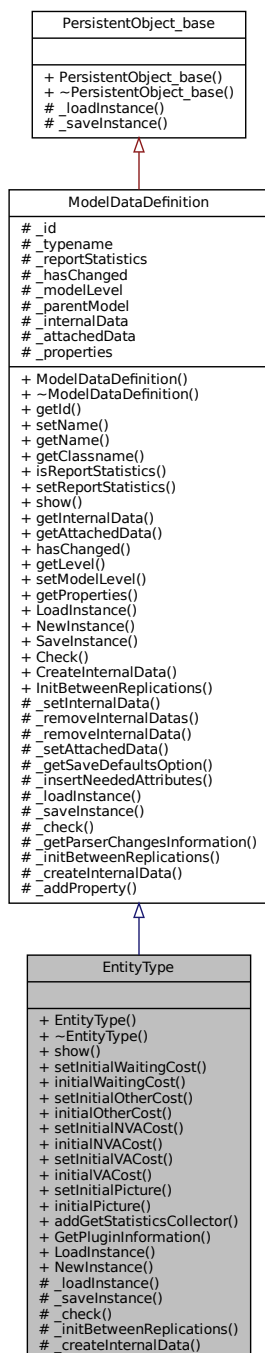 PersistentObject_base
+ PersistentObject_base()
+ ~PersistentObject_base()
# _loadInstance()
# _saveInstance()
ModelDataDefinition
# _id
# _typename
# _reportStatistics
# _hasChanged
# _modelLevel
# _parentModel
# _internalData
# _attachedData
# _properties
+ ModelDataDefinition()
+ ~ModelDataDefinition()
+ getId()
+ setName()
+ getName()
+ getClassname()
+ isReportStatistics()
+ setReportStatistics()
+ show()
+ getInternalData()
+ getAttachedData()
+ hasChanged()
+ getLevel()
+ setModelLevel()
+ getProperties()
+ LoadInstance()
+ NewInstance()
+ SaveInstance()
+ Check()
+ CreateInternalData()
+ InitBetweenReplications()
# _setInternalData()
# _removeInternalDatas()
# _removeInternalData()
# _setAttachedData()
# _getSaveDefaultsOption()
# _insertNeededAttributes()
# _loadInstance()
# _saveInstance()
# _check()
# _getParserChangesInformation()
# _initBetweenReplications()
# _createInternalData()
# _addProperty()
EntityType
+ EntityType()
+ ~EntityType()
+ show()
+ setInitialWaitingCost()
+ initialWaitingCost()
+ setInitialOtherCost()
+ initialOtherCost()
+ setInitialNVACost()
+ initialNVACost()
+ setInitialVACost()
+ initialVACost()
+ setInitialPicture()
+ initialPicture()
+ addGetStatisticsCollector()
+ GetPluginInformation()
+ LoadInstance()
+ NewInstance()
# _loadInstance()
# _saveInstance()
# _check()
# _initBetweenReplications()
# _createInternalData()